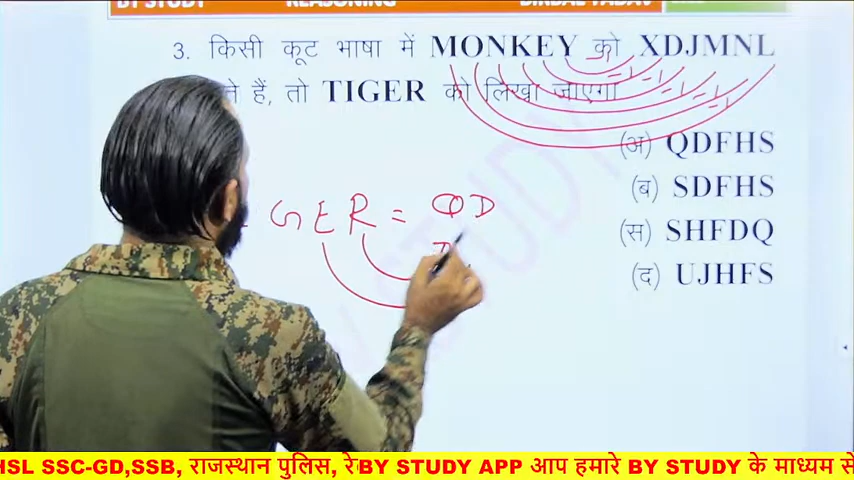 BY STUDY REASONING BIRBAL YADAV
3. किसी कूट भाषा में MONKEY को XDJMNL
ते हैं, तो TIGER को लिखा जाएगा
(अ) QDFHS
(ब) SDFHS
GER = QD
(स) SHFDQ
(द) UJHFS
HSL SSC-GD,SSB, राजस्थान पुलिस, रे BY STUDY APP आप हमारे BY STUDY के माध्यम से